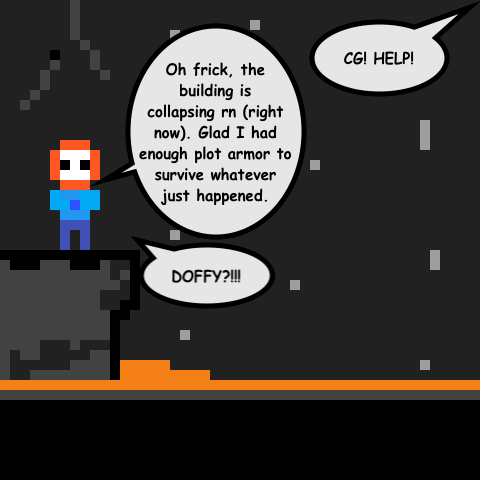 Oh frick, the
building is
collapsing rn (right
now). Glad I had
enough plot armor to
survive whatever
just happened.
CG! HELP!
DOFFY?!!!